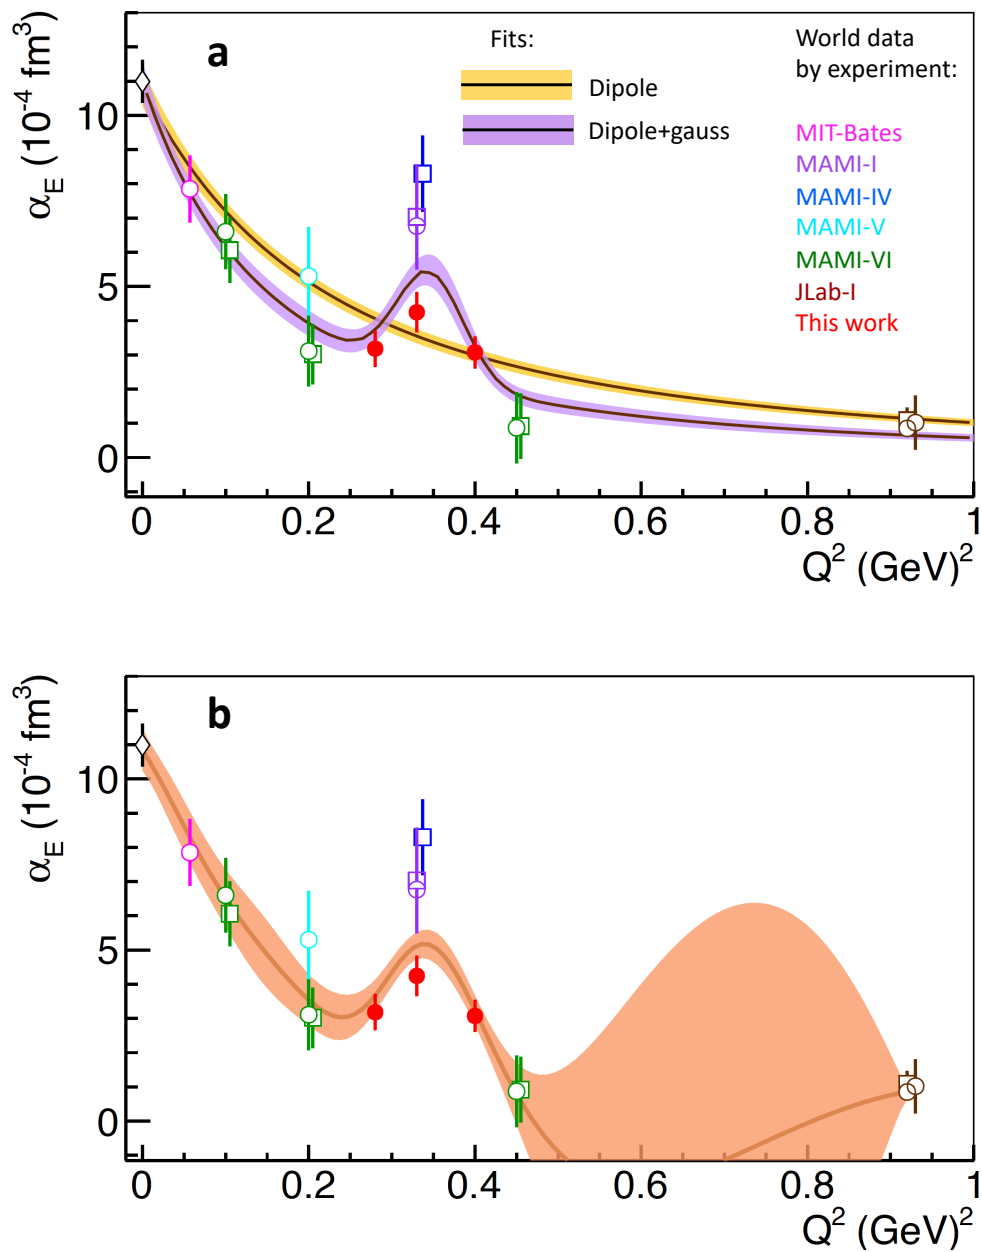 a
Fits:
Dipole
Dipole+gauss
World data
by experiment:
MIT-Bates
MAMI-I
MAMI-IV
MAMI-V
MAMI-VI
JLab-I
This work
α_E (10⁻⁴ fm³)
10
5
0
0 0.2 0.4 0.6 0.8 1
Q² (GeV)²
b
α_E (10⁻⁴ fm³)
10
5
0
0 0.2 0.4 0.6 0.8 1
Q² (GeV)²